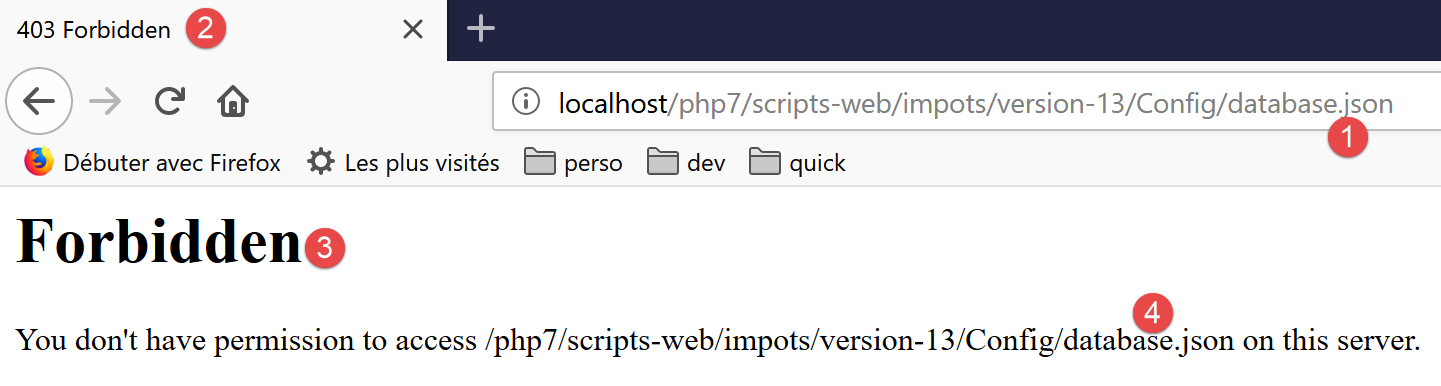 403 Forbidden 2
localhost/php7/scripts-web/impots/version-13/Config/database.json
1
Débuter avec Firefox Les plus visités perso dev quick
Forbidden 3
4
You don't have permission to access /php7/scripts-web/impots/version-13/Config/database.json on this server.